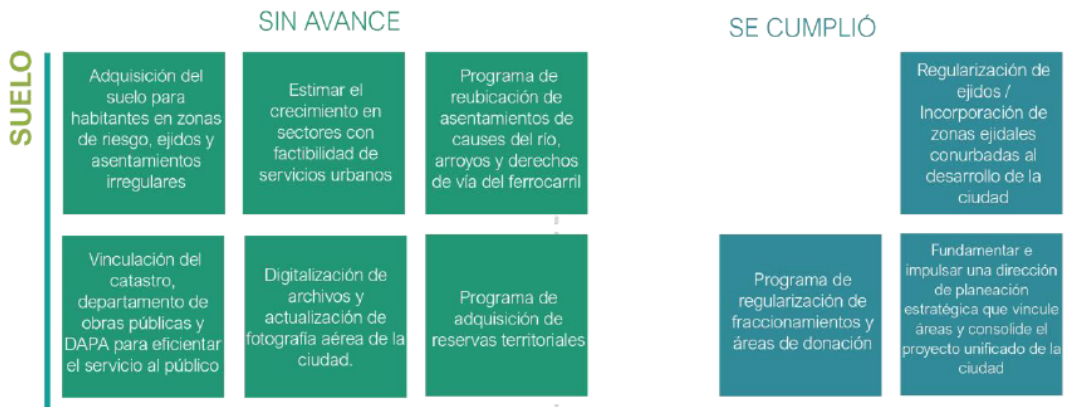 SIN AVANCE
SE CUMPLIÓ
SUELO
Adquisición del
suelo para
habitantes en zonas
de riesgo, ejidos y
asentamientos
irregulares
Estimar el
crecimiento en
sectores con
factibilidad de
servicios urbanos
Programa de
reubicación de
asentamientos de
causes del río,
arroyos y derechos
de vía del ferrocarril
Regularización de
ejidos /
Incorporación de
zonas ejidales
conurbadas al
desarrollo de la
ciudad
Vinculación del
catastro,
departamento de
obras públicas y
DAPA para eficientar
el servicio al público
Digitalización de
archivos y
actualización de
fotografía aérea de la
ciudad.
Programa de
adquisición de
reservas territoriales
Programa de
regularización de
fraccionamientos y
áreas de donación
Fundamentar e
impulsar una dirección
de planeación
estratégica que vincule
áreas y consolide el
proyecto unificado de la
ciudad